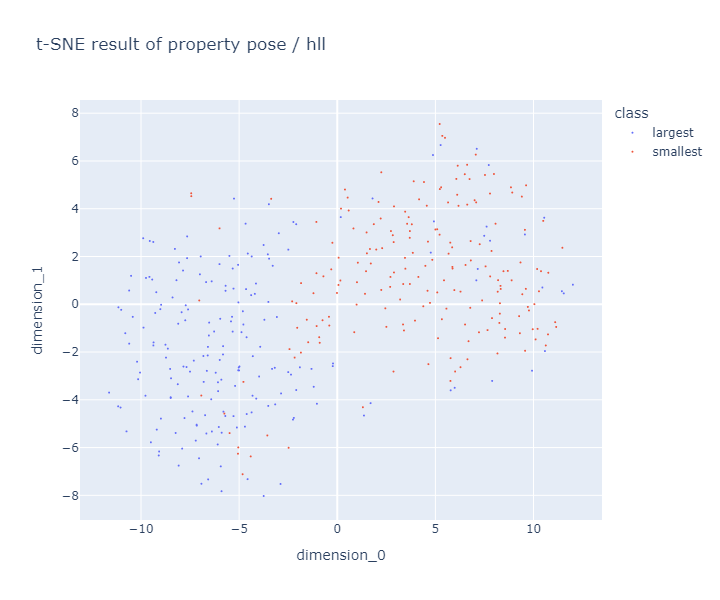 t-SNE result of property pose / hll
class
largest
smallest
8
6
4
2
0
−2
−4
−6
−8
−10
−5
0
5
10
dimension_1
dimension_0